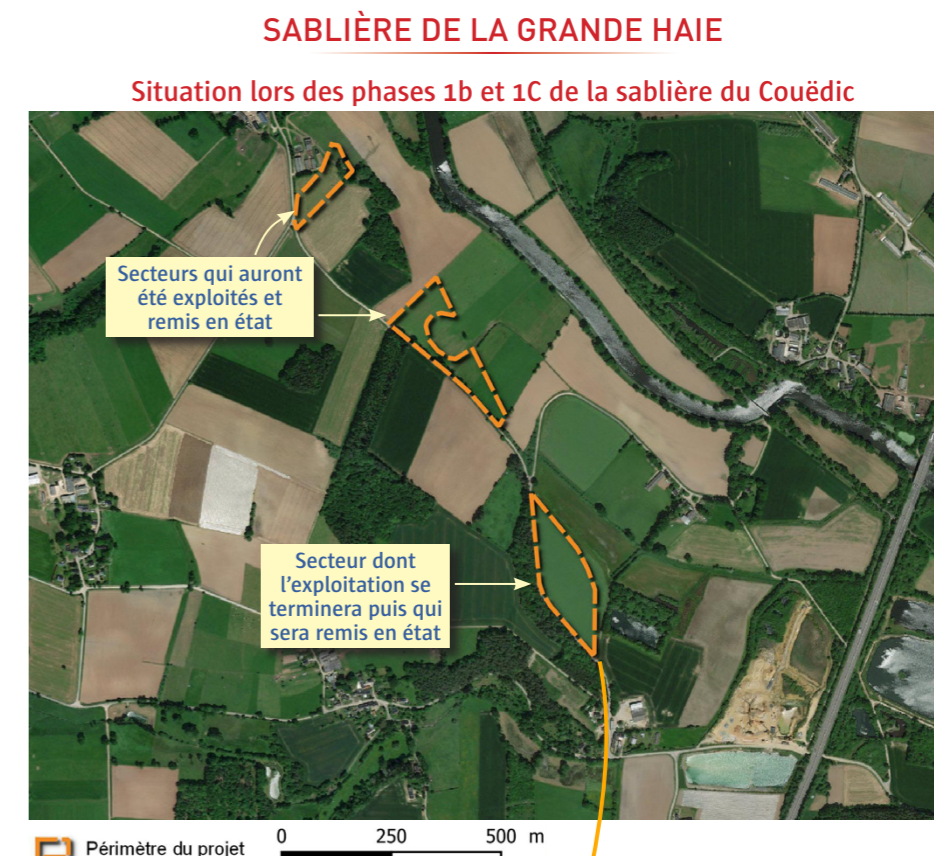 SABLIÈRE DE LA GRANDE HAIE
Situation lors des phases 1b et 1C de la sablière du Couëdic
Secteurs qui auront
été exploités et
remis en état
Secteur dont
l'exploitation se
terminera puis qui
sera remis en état
Périmètre du projet
0 250 500 m